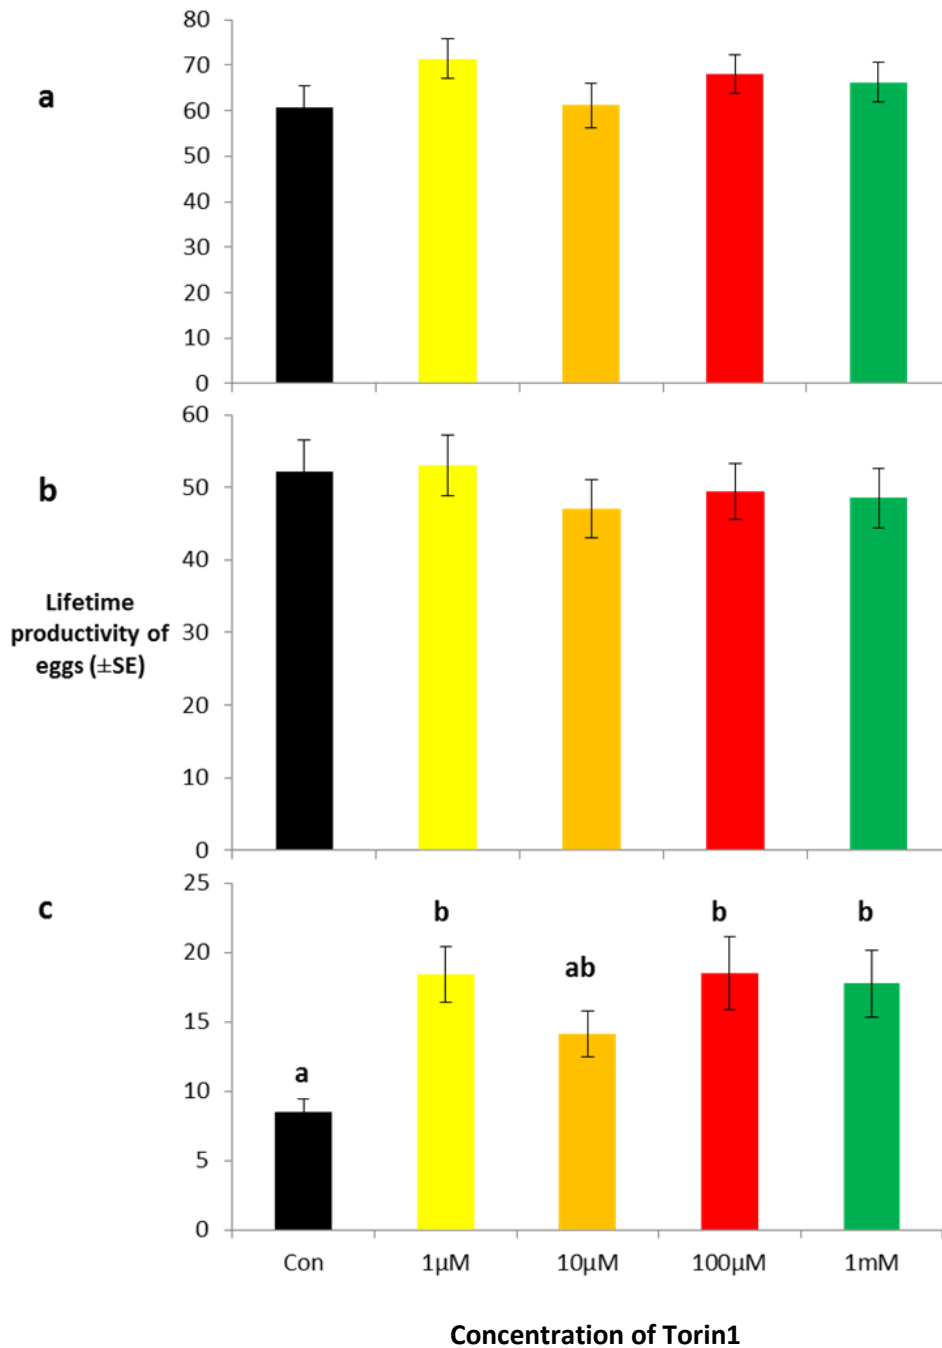 a
80
70
60
50
40
30
20
10
0
b
Lifetime
productivity of
eggs (±SE)
60
50
40
30
20
10
0
c
25
20
15
10
5
0
a
b
ab
b
b
Con
1μM
10μM
100μM
1mM
Concentration of Torin1